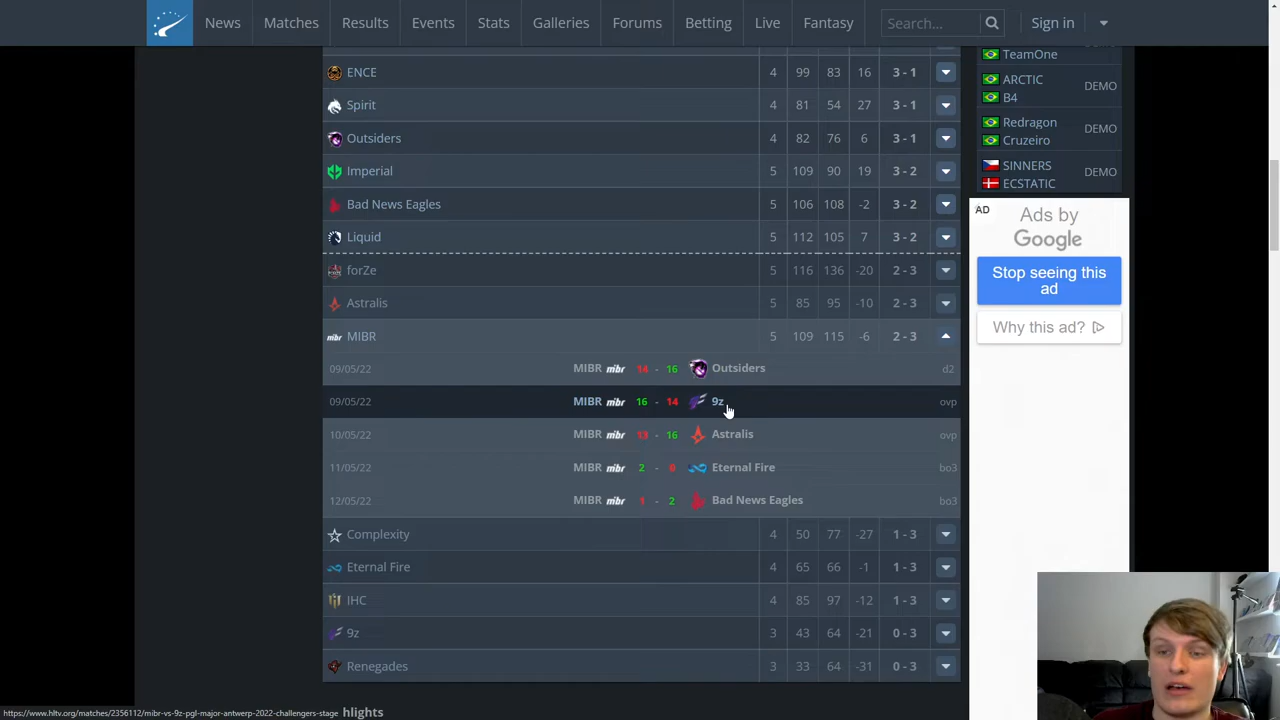 News Matches Results Events Stats Galleries Forums Betting Live Fantasy Search... Sign in
ENCE 4 99 83 16 3 - 1
Spirit 4 81 54 27 3 - 1
Outsiders 4 82 76 6 3 - 1
Imperial 5 109 90 19 3 - 2
Bad News Eagles 5 106 108 -2 3 - 2
Liquid 5 112 105 7 3 - 2
forZe 5 116 136 -20 2 - 3
Astralis 5 85 95 -10 2 - 3
mibr MIBR 5 109 115 -6 2 - 3
09/05/22 MIBR mibr 14 - 16 Outsiders d2
09/05/22 MIBR mibr 16 - 14 9z ovp
10/05/22 MIBR mibr 13 - 16 Astralis ovp
11/05/22 MIBR mibr 2 - 0 Eternal Fire bo3
12/05/22 MIBR mibr 1 - 2 Bad News Eagles bo3
Complexity 4 50 77 -27 1 - 3
Eternal Fire 4 65 66 -1 1 - 3
IHC 4 85 97 -12 1 - 3
9z 3 43 64 -21 0 - 3
Renegades 3 33 64 -31 0 - 3
hlights
TeamOne
ARCTIC
B4
DEMO
Redragon
Cruzeiro
DEMO
SINNERS
ECSTATIC
DEMO
AD
Ads by
Google
Stop seeing this
ad
Why this ad?
https://www.hltv.org/matches/2356112/mibr-vs-9z-pgl-major-antwerp-2022-challengers-stage